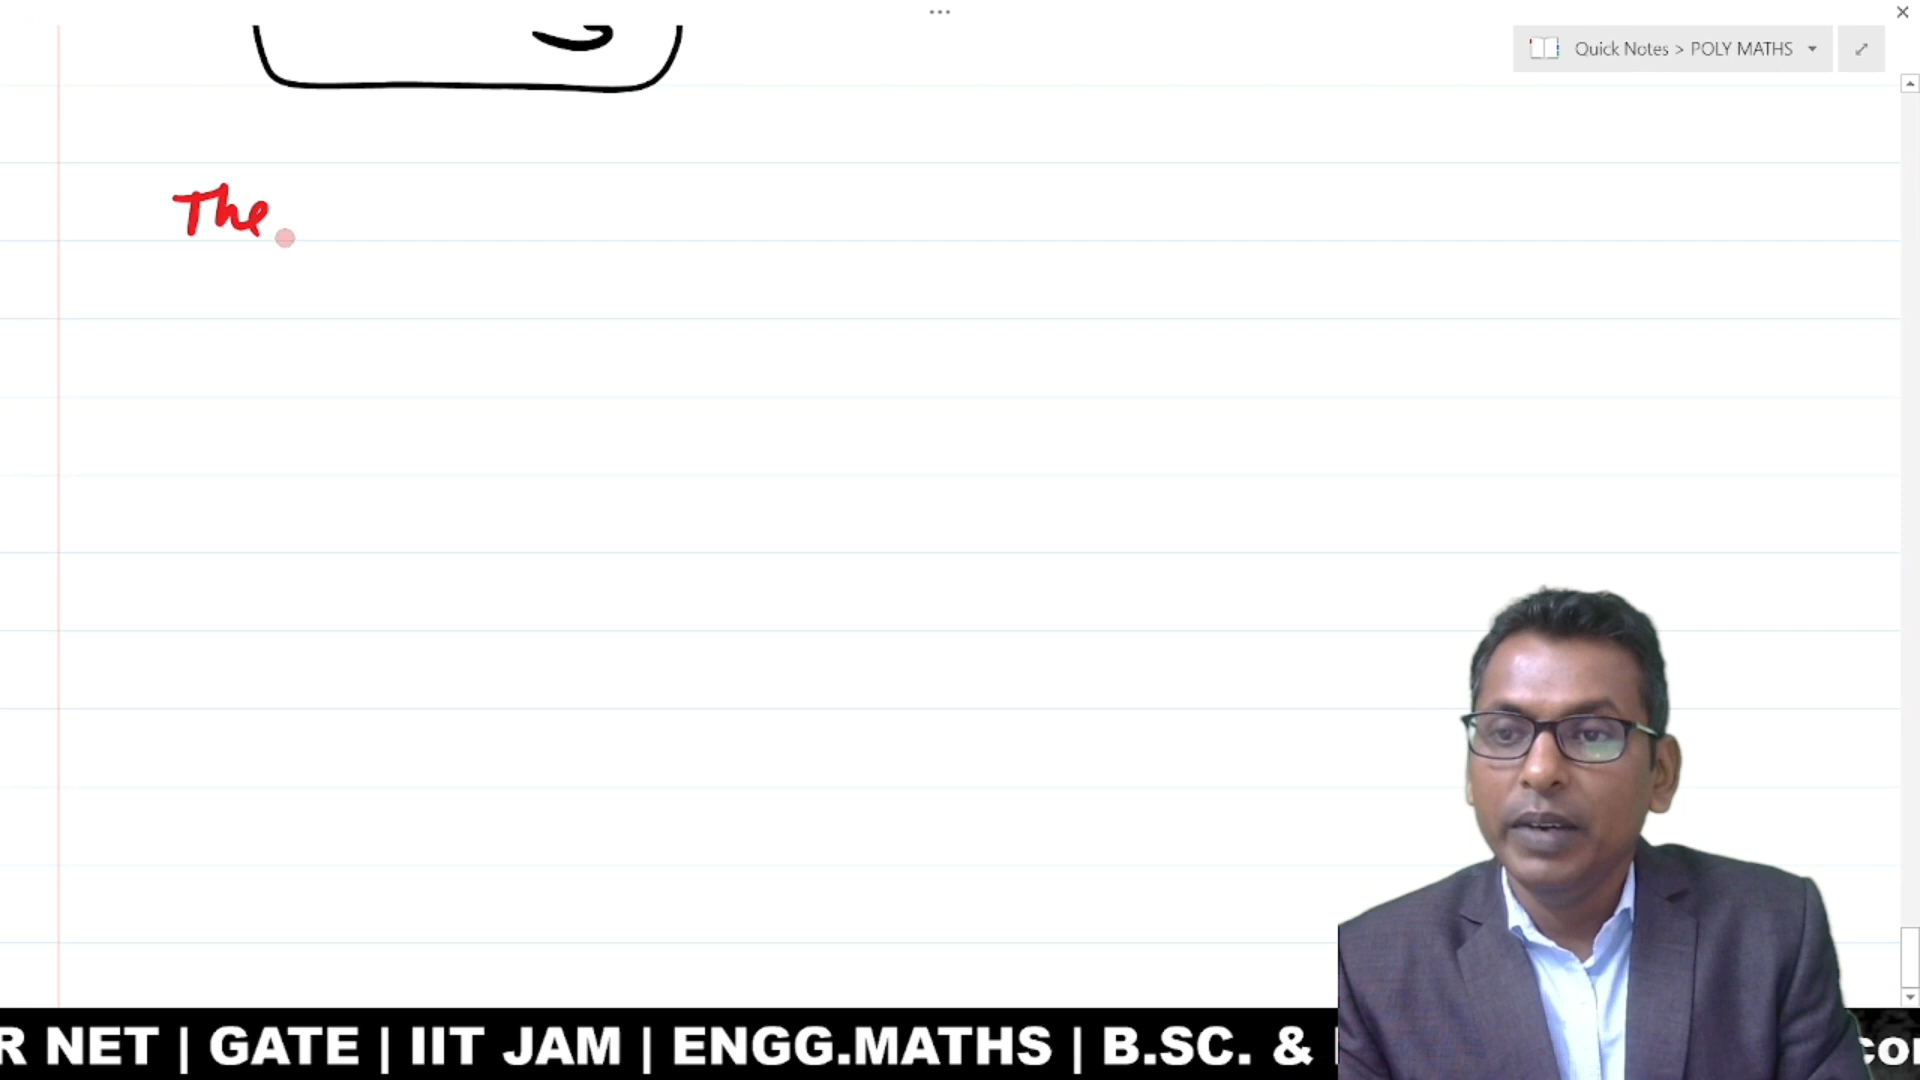 Quick Notes > POLY MATHS
The
R NET | GATE | IIT JAM | ENGG.MATHS | B.SC. &